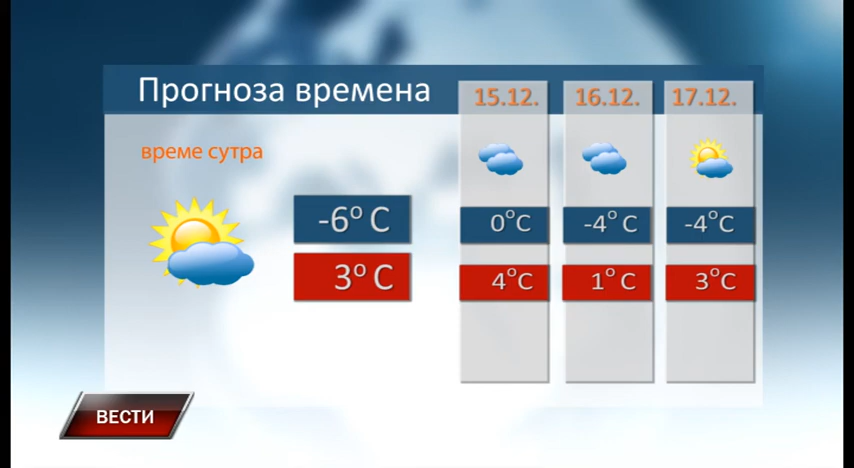 Прогноза времена
15.12. 16.12. 17.12.
време сутра
-6° C
3° C
0°C -4°C -4°C
4°C 1°C 3°C
ВЕСТИ